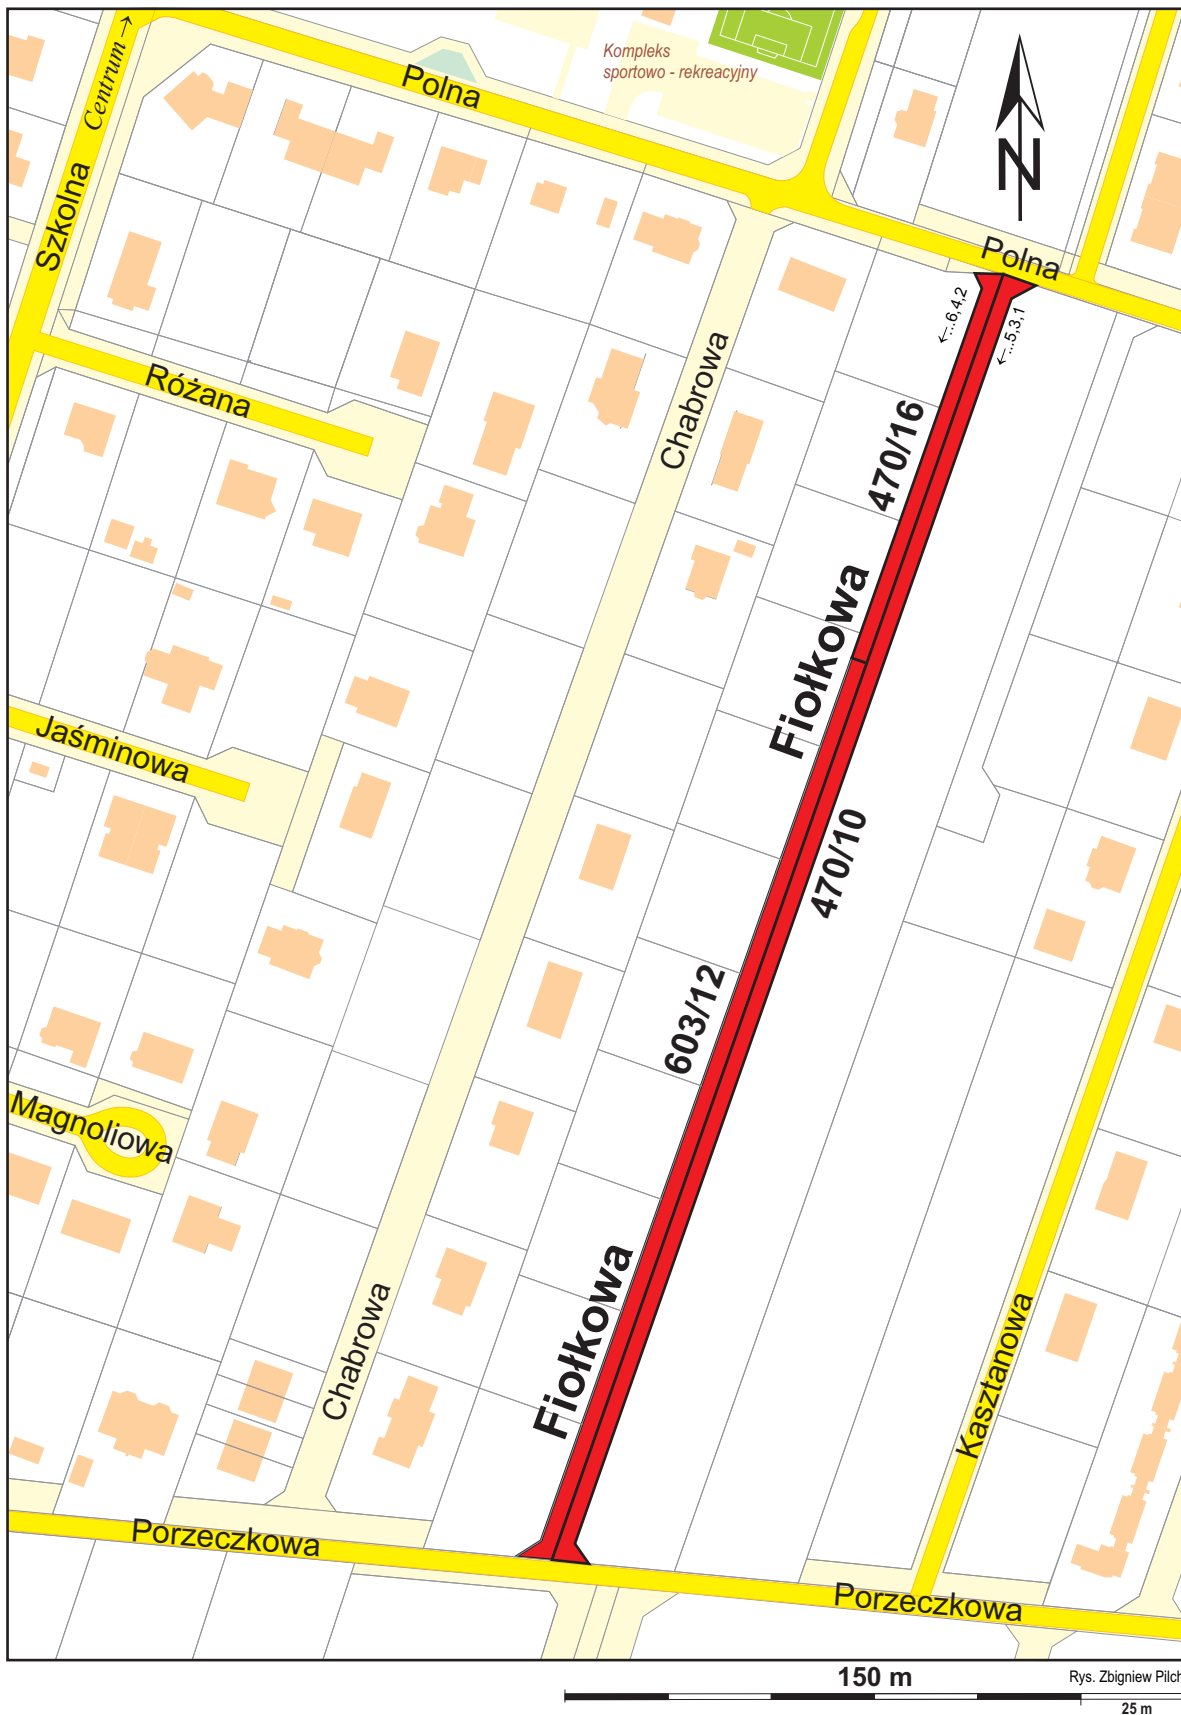 Centrum →
Kompleks
sportowo - rekreacyjny
Polna
Szkolna
N
Polna
←...6,4,2
←...5,3,1
Chabrowa
Różana
470/16
Fiołkowa
Jaśminowa
470/10
603/12
Magnoliowa
Fiołkowa
Chabrowa
Kasztanowa
Porzeczkowa
Porzeczkowa
150 m
Rys. Zbigniew Pilch
25 m